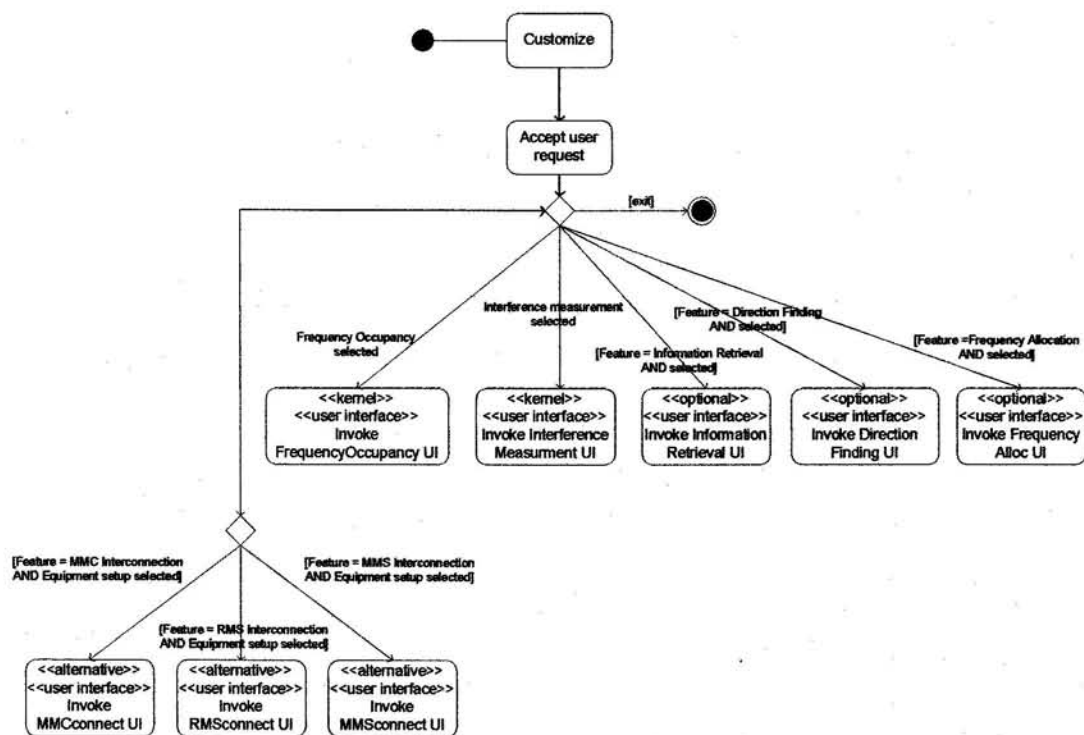 Customize
Accept user
request
[exit]
Frequency Occupancy
selected
Interference measurement
selected
[Feature = Information Retrieval
AND selected]
[Feature = Direction Finding
AND selected]
[Feature =Frequency Allocation
AND selected]
<<kernel>>
<<user interface>>
Invoke
FrequencyOccupancy UI
<<kernel>>
<<user interface>>
Invoke Interference
Measurment UI
<<optional>>
<<user interface>>
Invoke Information
Retrieval UI
<<optional>>
<<user interface>>
Invoke Direction
Finding UI
<<optional>>
<<user interface>>
Invoke Frequency
Alloc UI
[Feature = MMC Interconnection
AND Equipment setup selected]
[Feature = RMS Interconnection
AND Equipment setup selected]
[Feature = MMS Interconnection
AND Equipment setup selected]
<<alternative>>
<<user interface>>
Invoke
MMCconnect UI
<<alternative>>
<<user interface>>
Invoke
RMSconnect UI
<<alternative>>
<<user interface>>
Invoke
MMSconnect UI